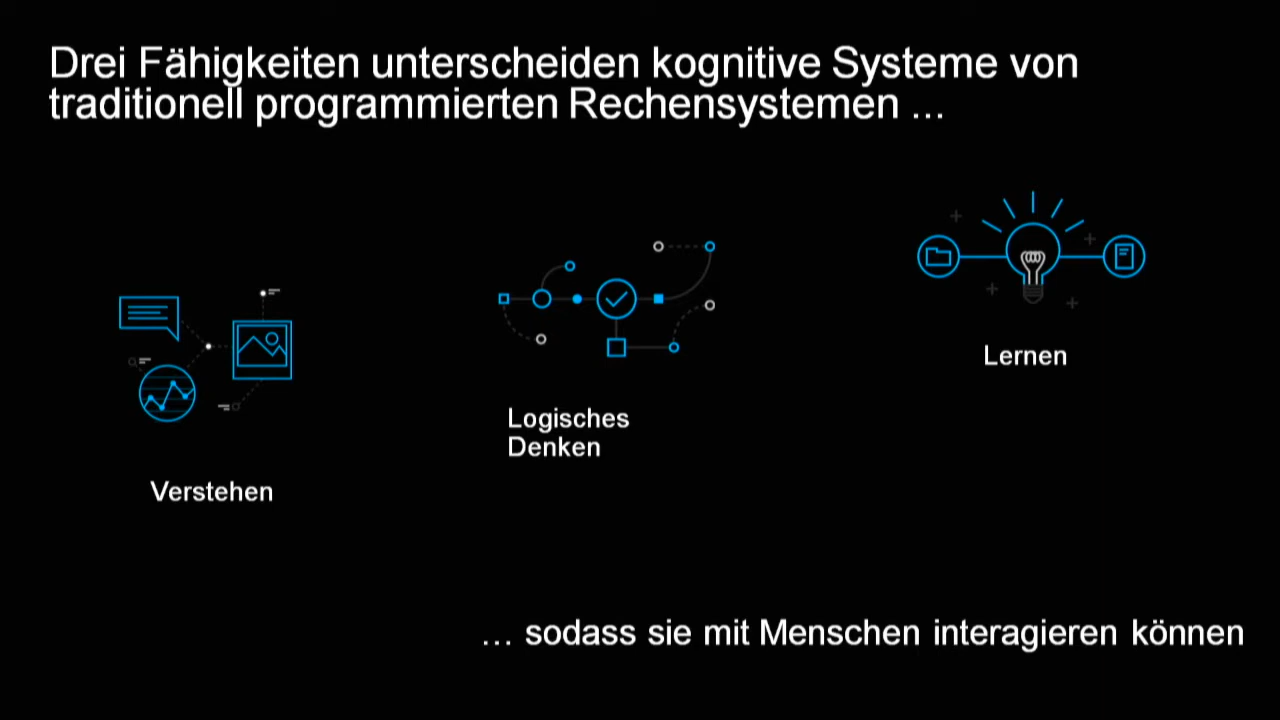 Drei Fähigkeiten unterscheiden kognitive Systeme von
traditionell programmierten Rechensystemen ...
Verstehen
Logisches
Denken
Lernen
... sodass sie mit Menschen interagieren können